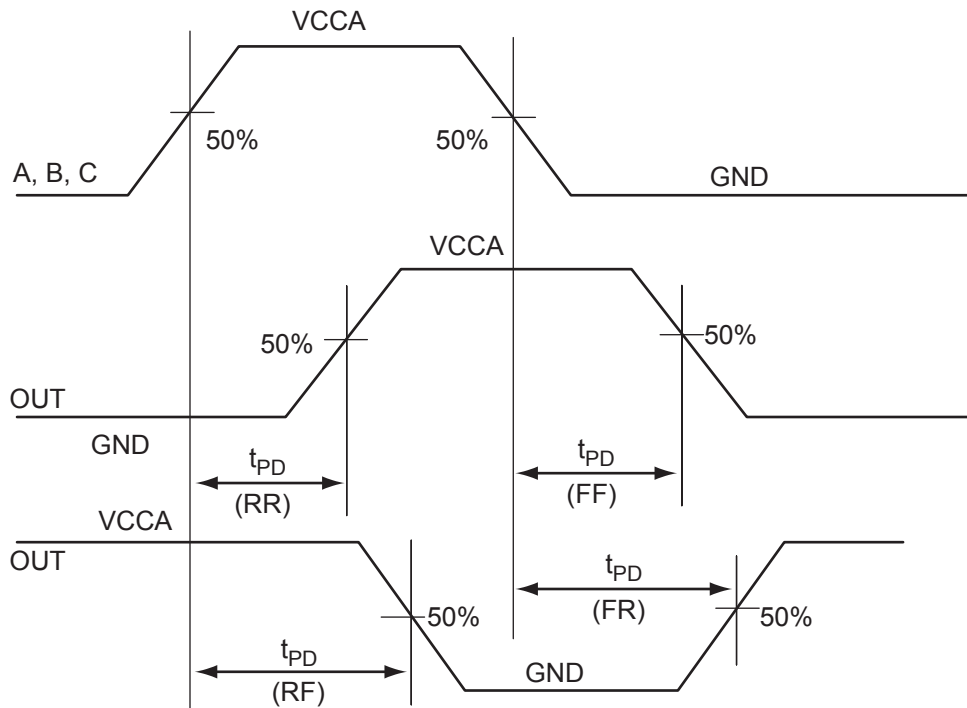 VCCA
50%
50%
A, B, C
GND
VCCA
50%
50%
OUT
GND
tPD
(RR)
tPD
(FF)
VCCA
OUT
tPD
(FR)
50%
50%
tPD
(RF)
GND